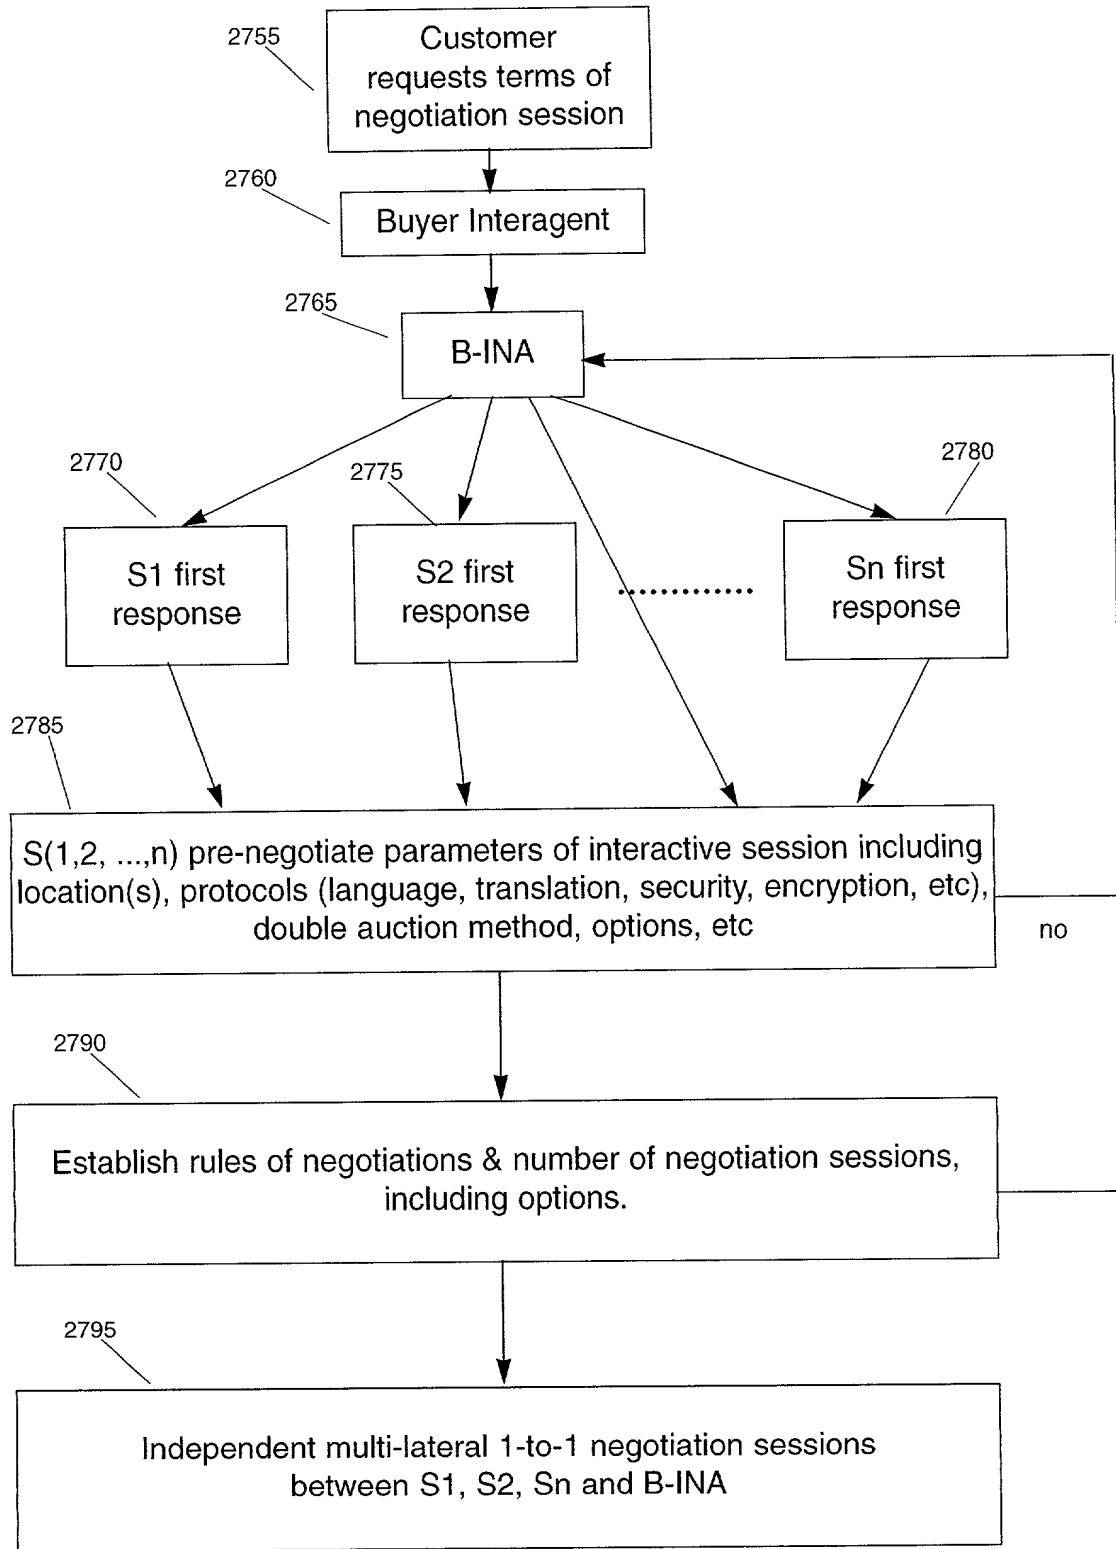 2755
Customer
requests terms of
negotiation session
2760
Buyer Interagent
2765
B-INA
2770
2775
2780
S1 first
response
S2 first
response
............
Sn first
response
2785
S(1,2, ...,n) pre-negotiate parameters of interactive session including
location(s), protocols (language, translation, security, encryption, etc),
double auction method, options, etc
no
2790
Establish rules of negotiations & number of negotiation sessions,
including options.
2795
Independent multi-lateral 1-to-1 negotiation sessions
between S1, S2, Sn and B-INA